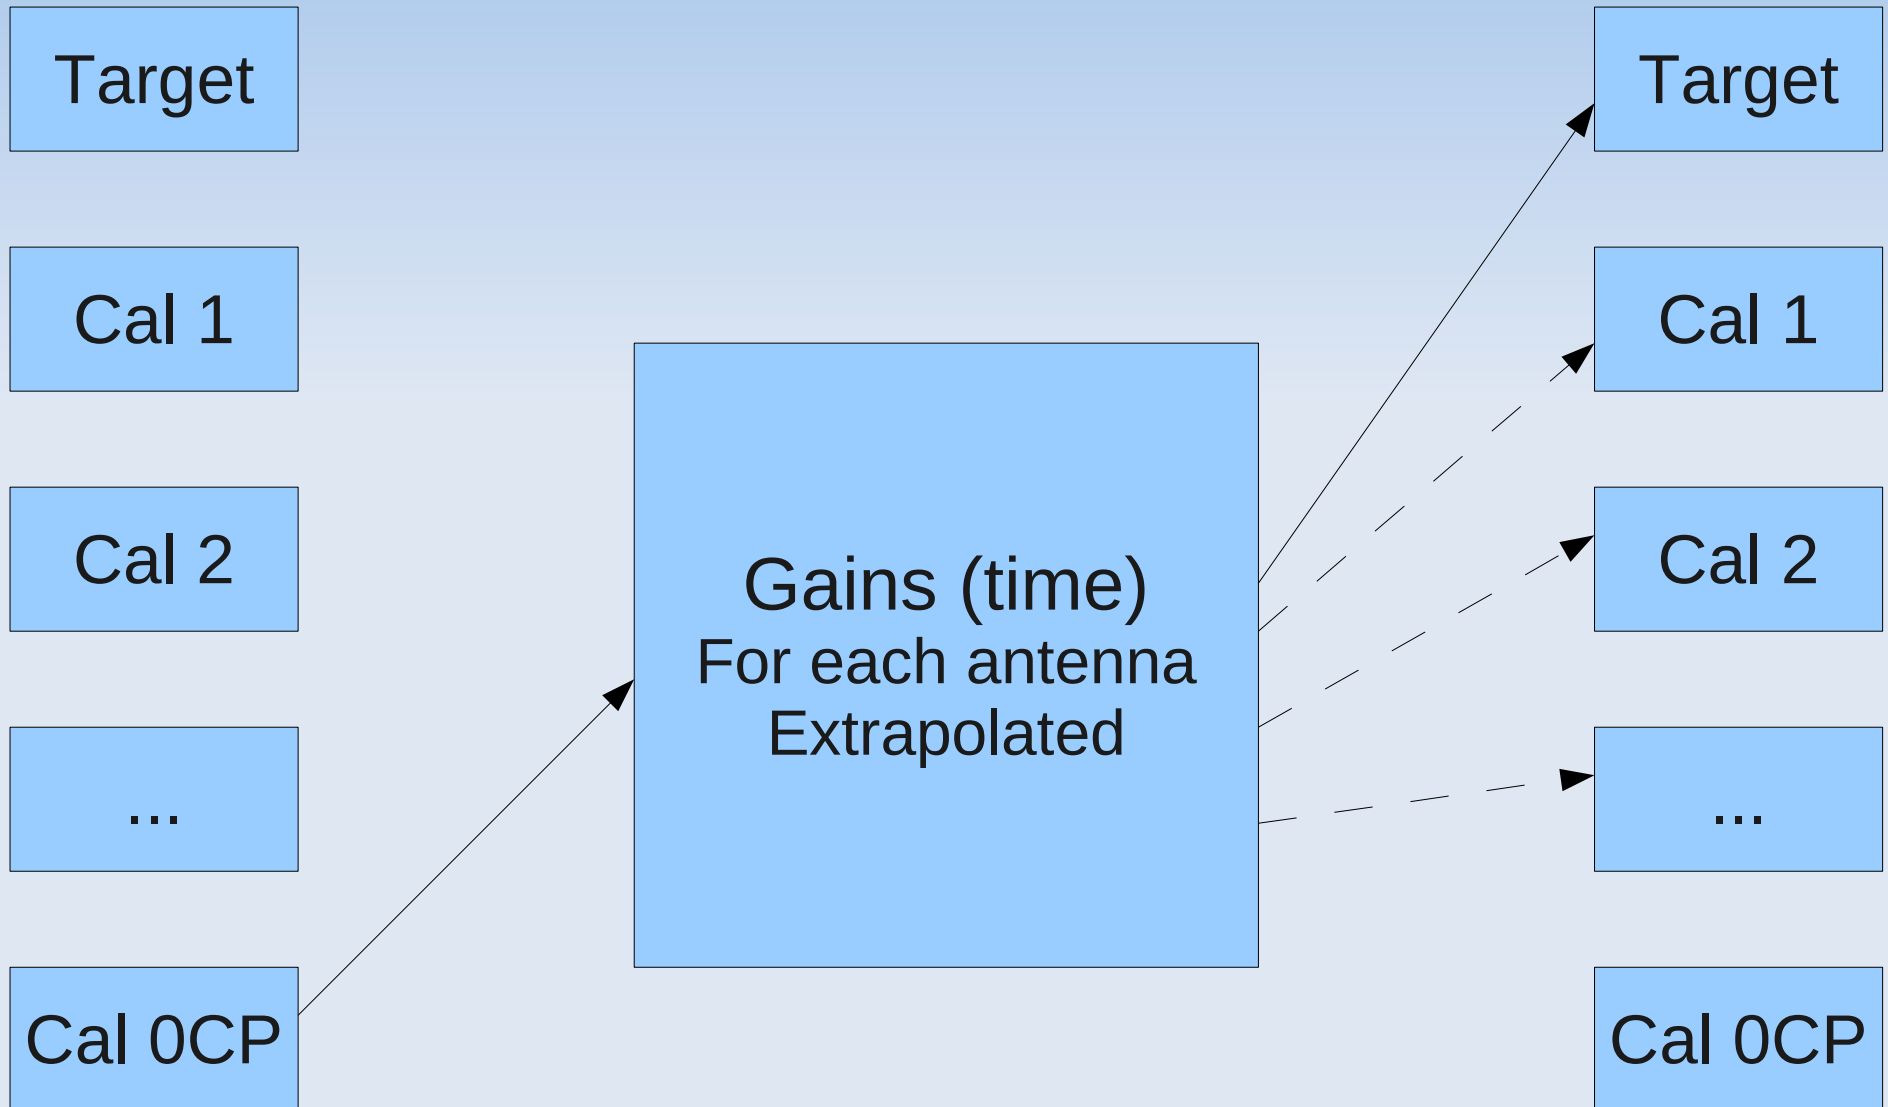 Target
Cal 1
Cal 2
...
Cal 0CP
Gains (time)
For each antenna
Extrapolated
Target
Cal 1
Cal 2
...
Cal 0CP